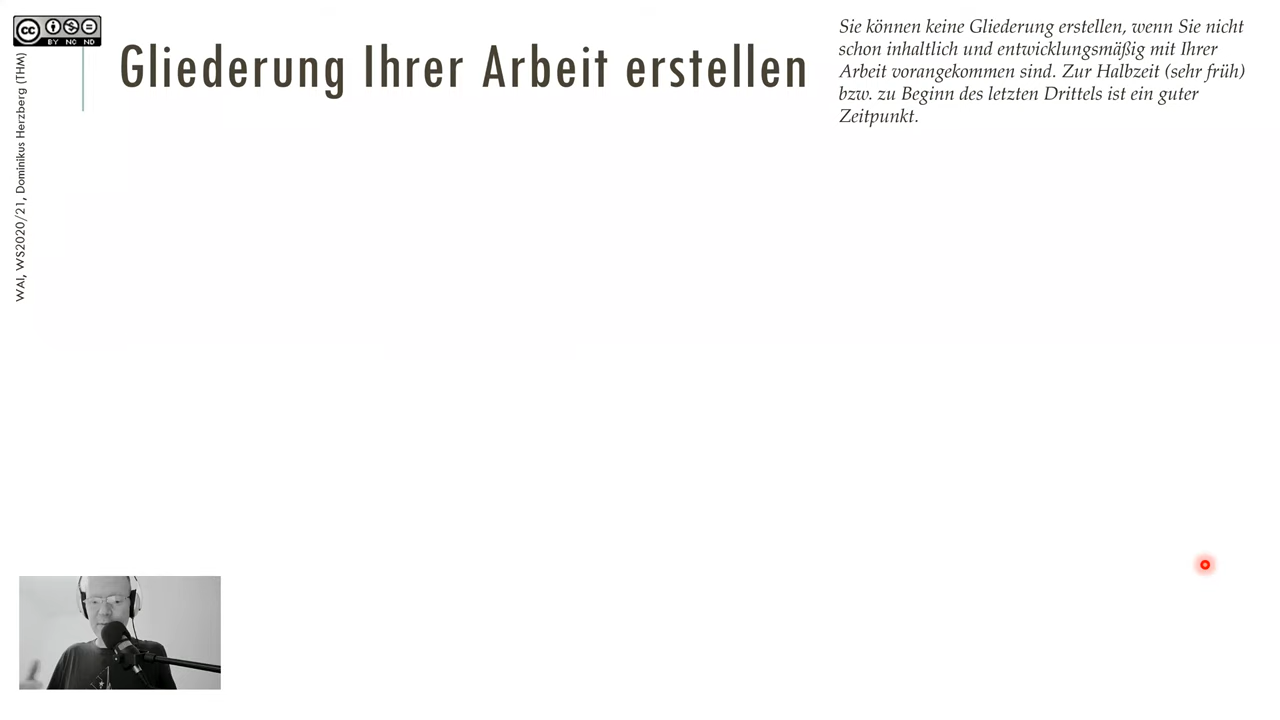 cc
BY NC ND
WAI, WS2020/21, Dominikus Herzberg (THM)
Gliederung Ihrer Arbeit erstellen
Sie können keine Gliederung erstellen, wenn Sie nicht
schon inhaltlich und entwicklungsmäßig mit Ihrer
Arbeit vorangekommen sind. Zur Halbzeit (sehr früh)
bzw. zu Beginn des letzten Drittels ist ein guter
Zeitpunkt.